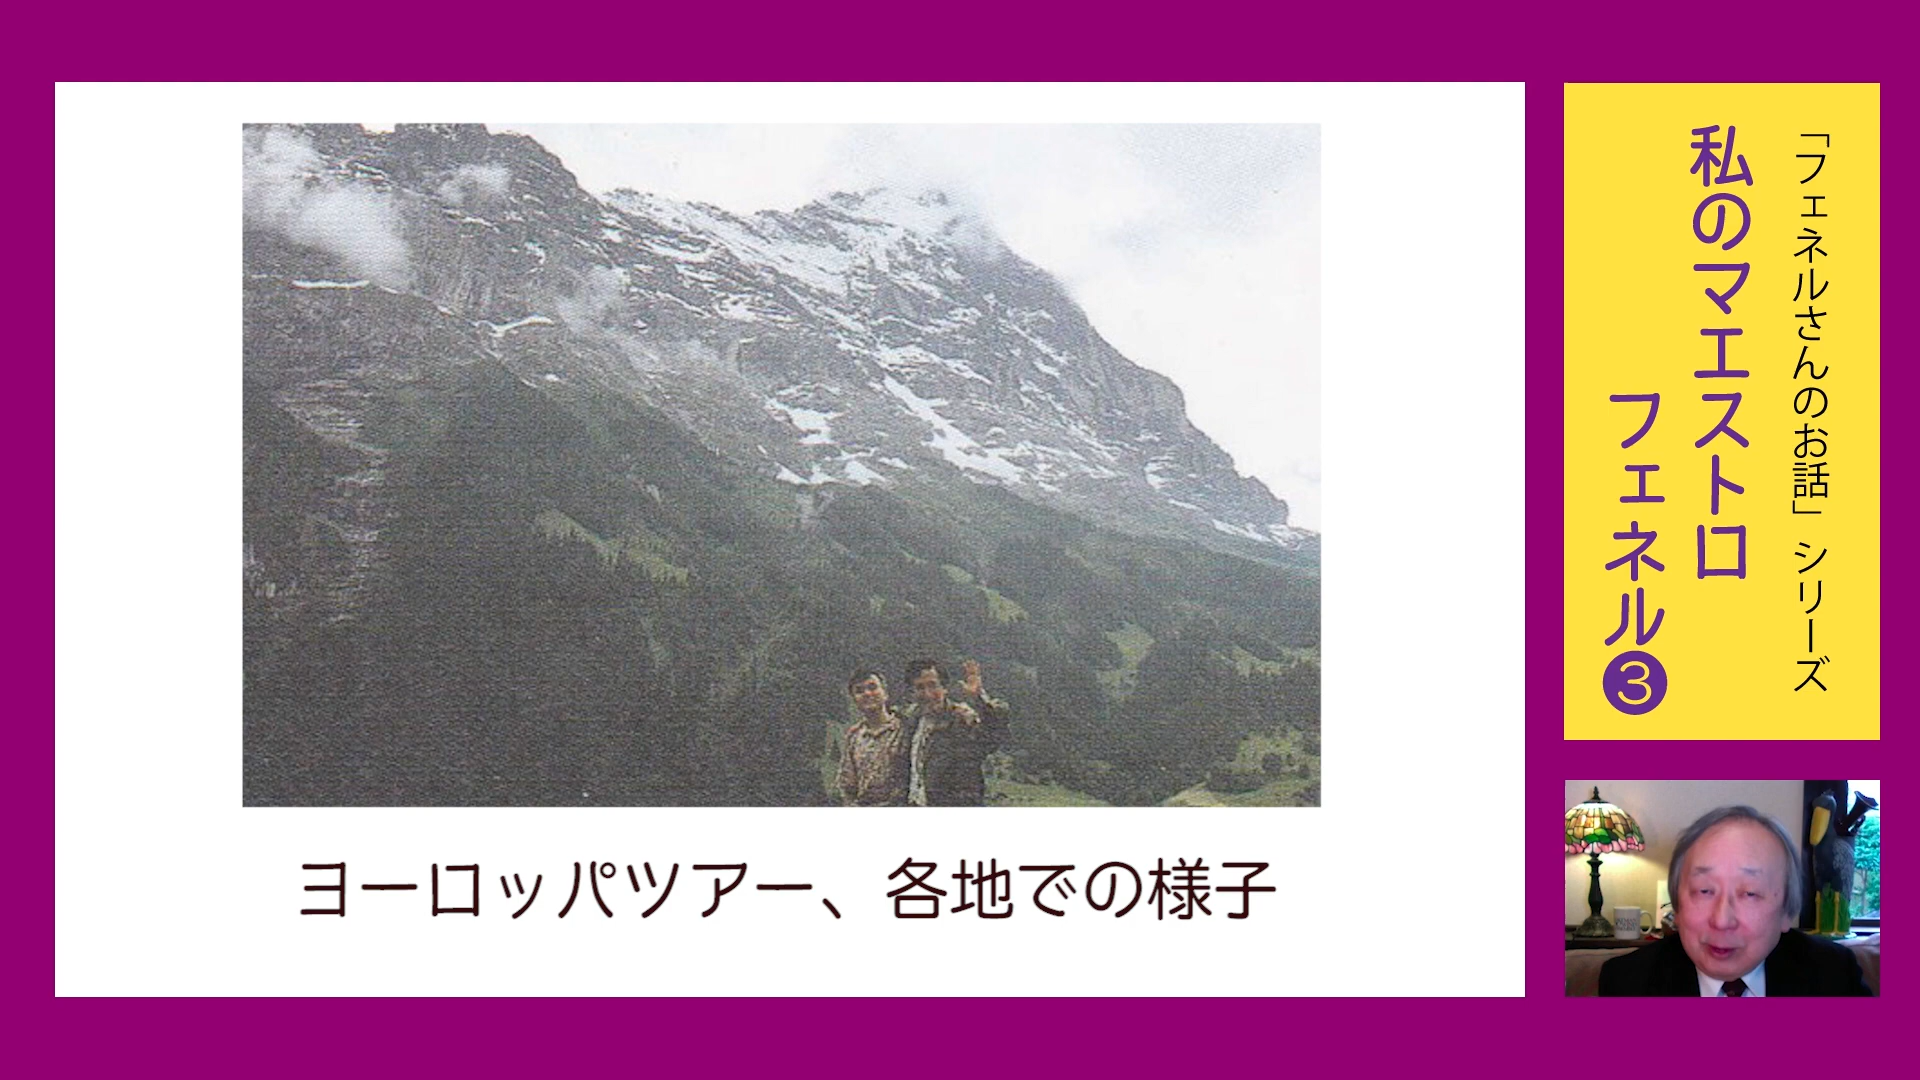 「フェネルさんのお話」シリーズ
私のマエストロ
フェネル❸
ヨーロッパツアー、各地での様子